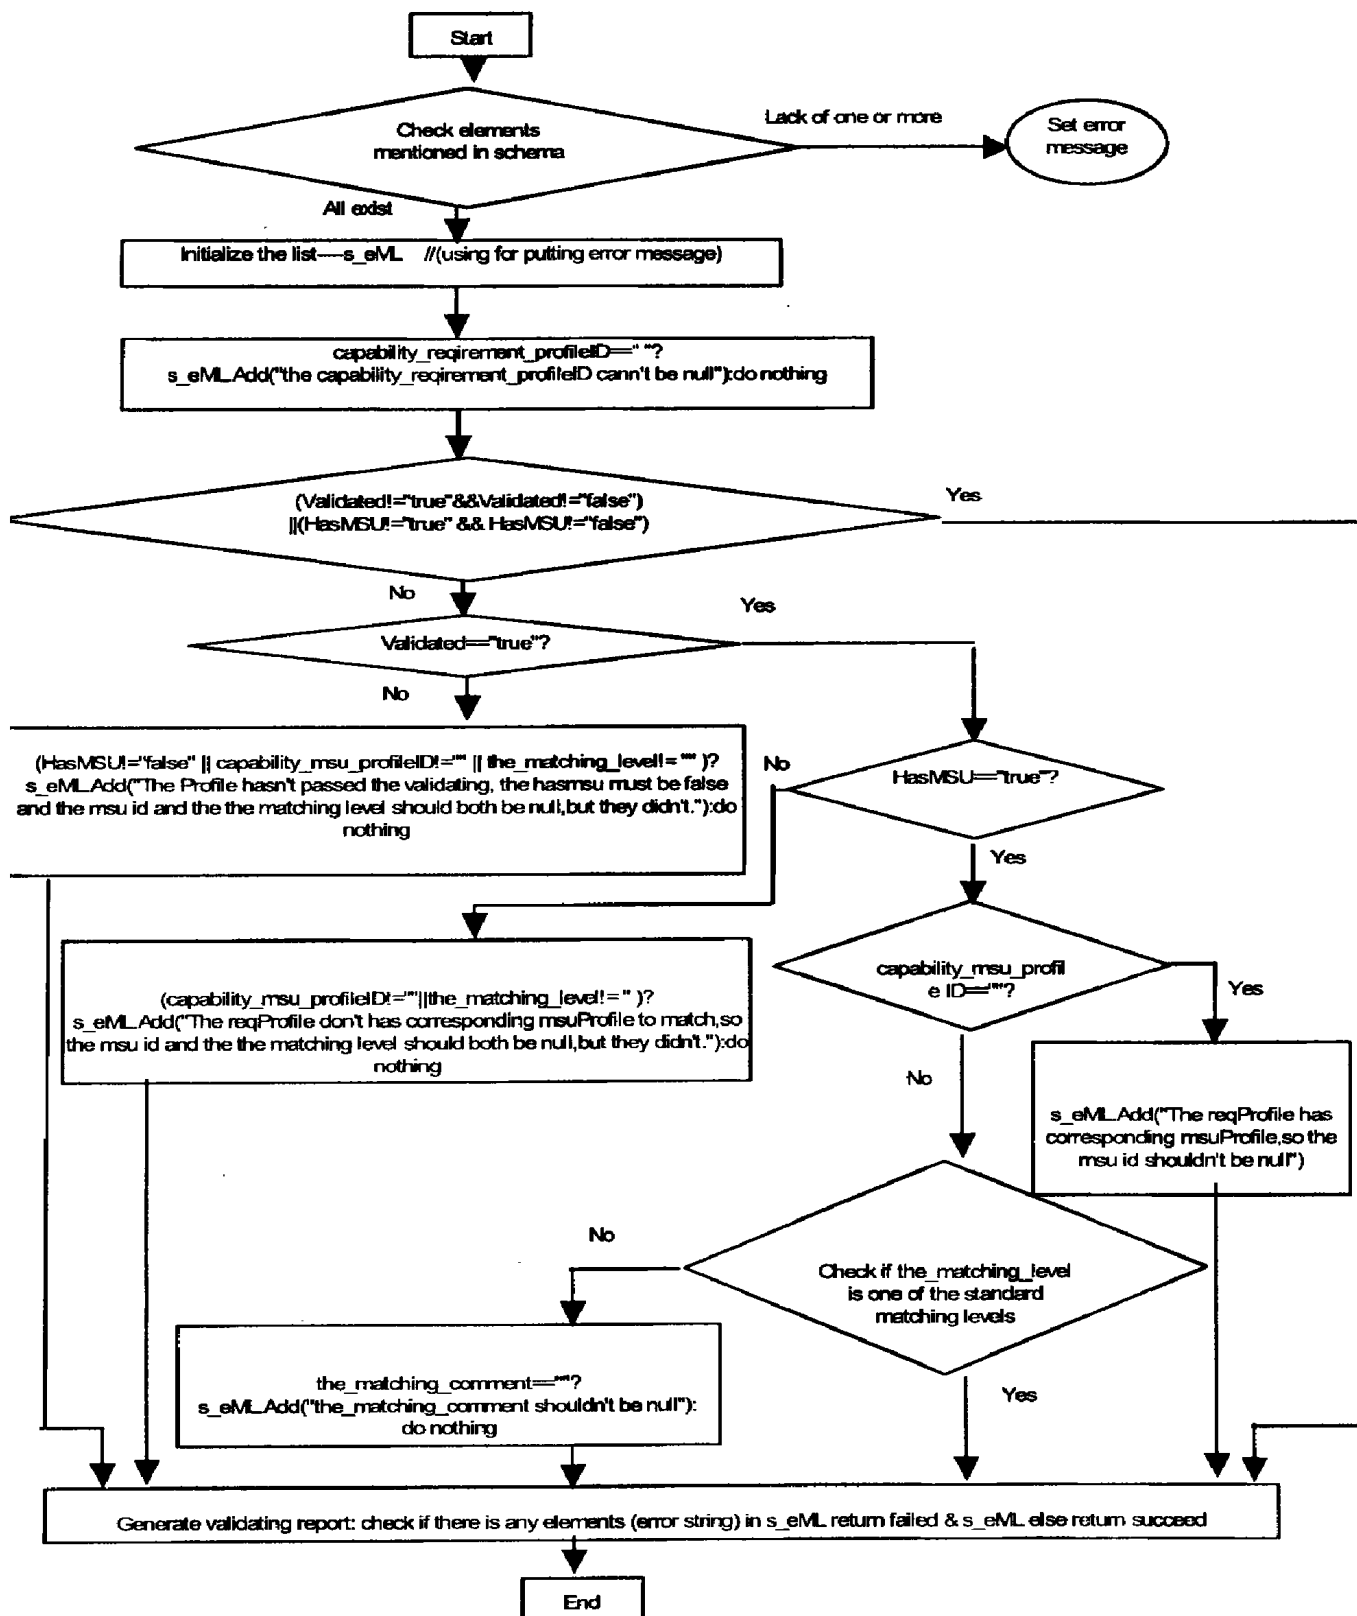 Start
Check elements
mentioned in schema
Lack of one or more
Set error
message
All exist
Initialize the list----s_eML //(using for putting error message)
capability_reqirement_profileID==" "?
s_eML.Add("the capability_reqirement_profileID cann't be null"):do nothing
(Validated!="true"&&Validated!="false")
||(HasMSU!="true" && HasMSU!="false")
Yes
No
Validated=="true"?
Yes
No
(HasMSU!="false" || capability_msu_profileID!="" || the_matching_level!= "" )?
s_eML.Add("The Profile hasn't passed the validating, the hasmsu must be false
and the msu id and the the matching level should both be null,but they didn't."):do
nothing
No
HasMSU=="true"?
Yes
capability_msu_profil
e ID==""?
Yes
(capability_msu_profileID!=""||the_matching_level!= " )?
s_eML.Add("The reqProfile don't has corresponding msuProfile to match,so
the msu id and the the matching level should both be null,but they didn't."):do
nothing
No
s_eML.Add("The reqProfile has
corresponding msuProfile,so the
msu id shouldn't be null")
No
Check if the_matching_level
is one of the standard
matching levels
the_matching_comment==""?
s_eML.Add("the_matching_comment shouldn't be null"):
do nothing
Yes
Generate validating report: check if there is any elements (error string) in s_eML return failed & s_eML else return succeed
End